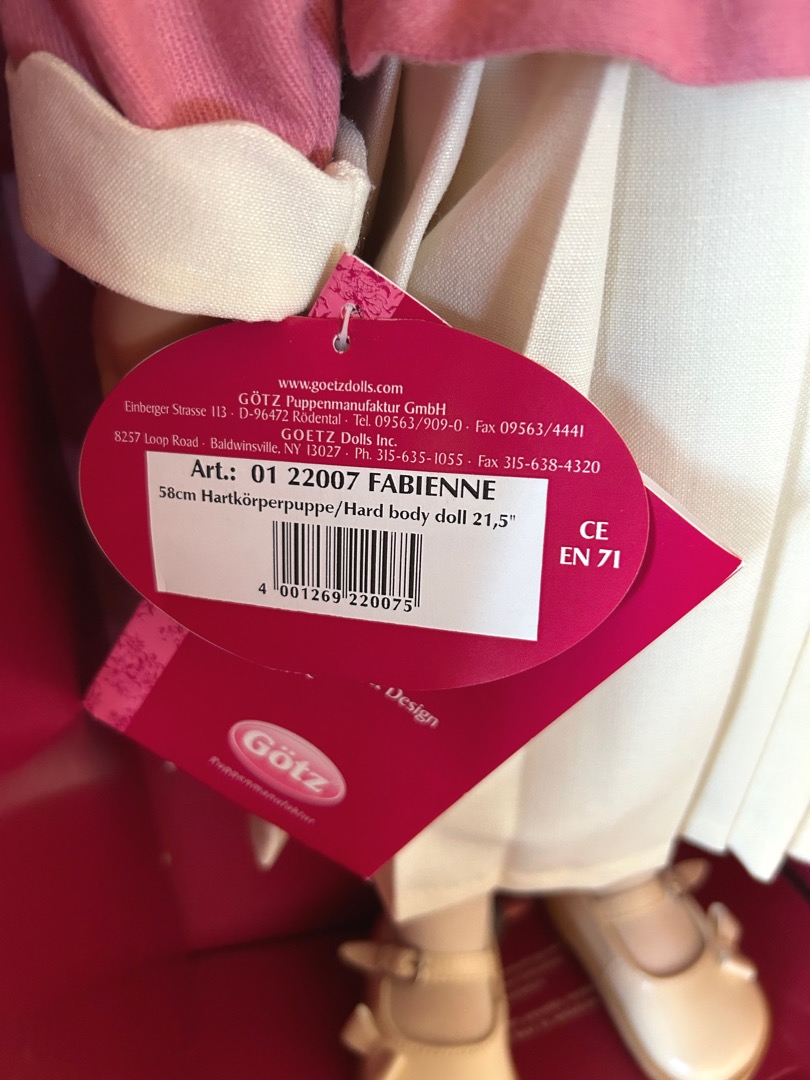 www.goetzdolls.com
GÖTZ Puppenmanufaktur GmbH
Einberger Strasse 113 · D-96472 Rödental · Tel. 09563/909-0 · Fax 09563/4441
GOETZ Dolls Inc.
8257 Loop Road · Baldwinsville, NY 13027 · Ph. 315-635-1055 · Fax 315-638-4320
Art.: 01 22007 FABIENNE
58cm Hartkörperpuppe/Hard body doll 21,5"
4 001269 220075
CE
EN 71
Design
Götz
Puppenmanufaktur